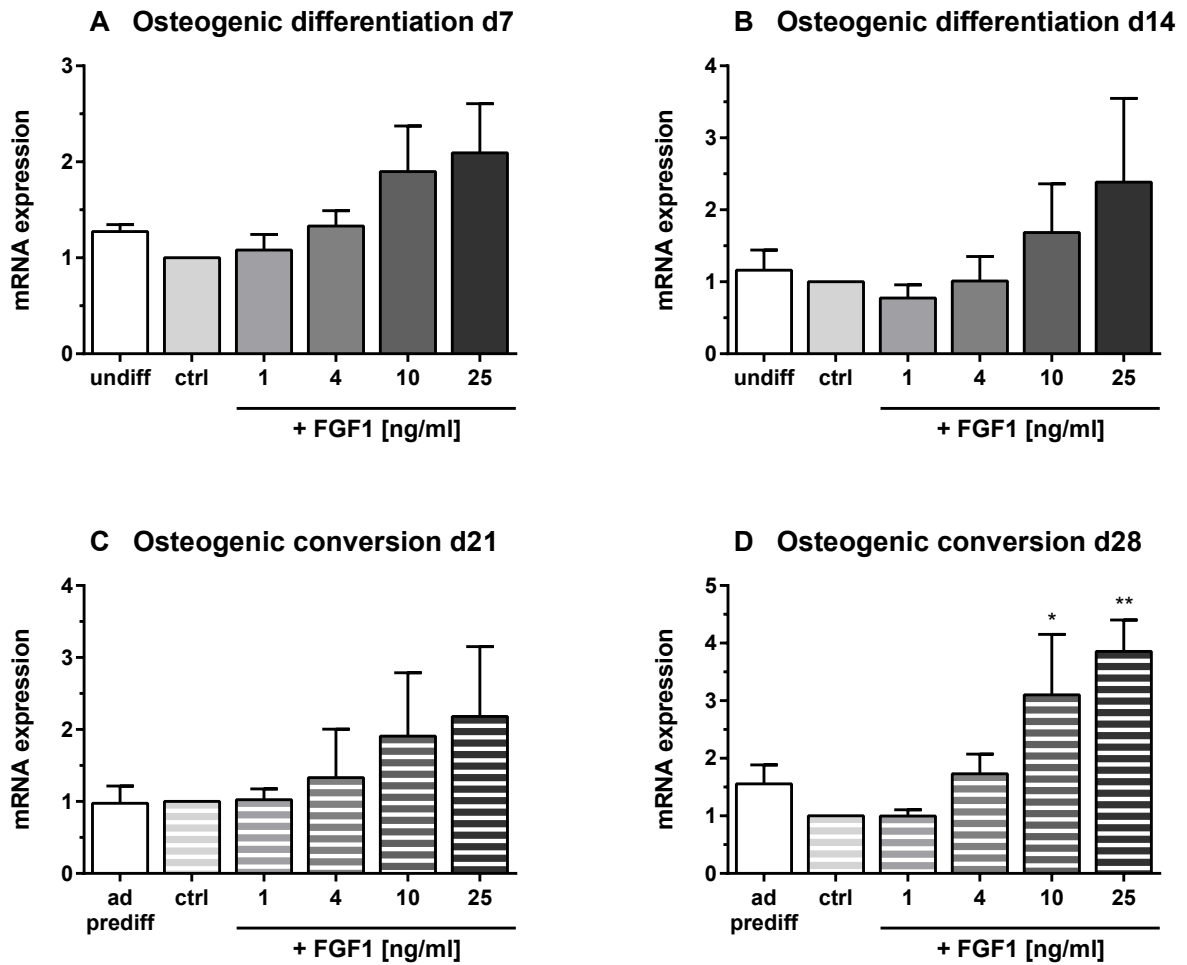 A Osteogenic differentiation d7
mRNA expression
3
2
1
0
undiff ctrl 1 4 10 25
+ FGF1 [ng/ml]
B Osteogenic differentiation d14
mRNA expression
4
3
2
1
0
undiff ctrl 1 4 10 25
+ FGF1 [ng/ml]
C Osteogenic conversion d21
mRNA expression
4
3
2
1
0
ad prediff ctrl 1 4 10 25
+ FGF1 [ng/ml]
D Osteogenic conversion d28
mRNA expression
5
4
3
2
1
0
* **
ad prediff ctrl 1 4 10 25
+ FGF1 [ng/ml]